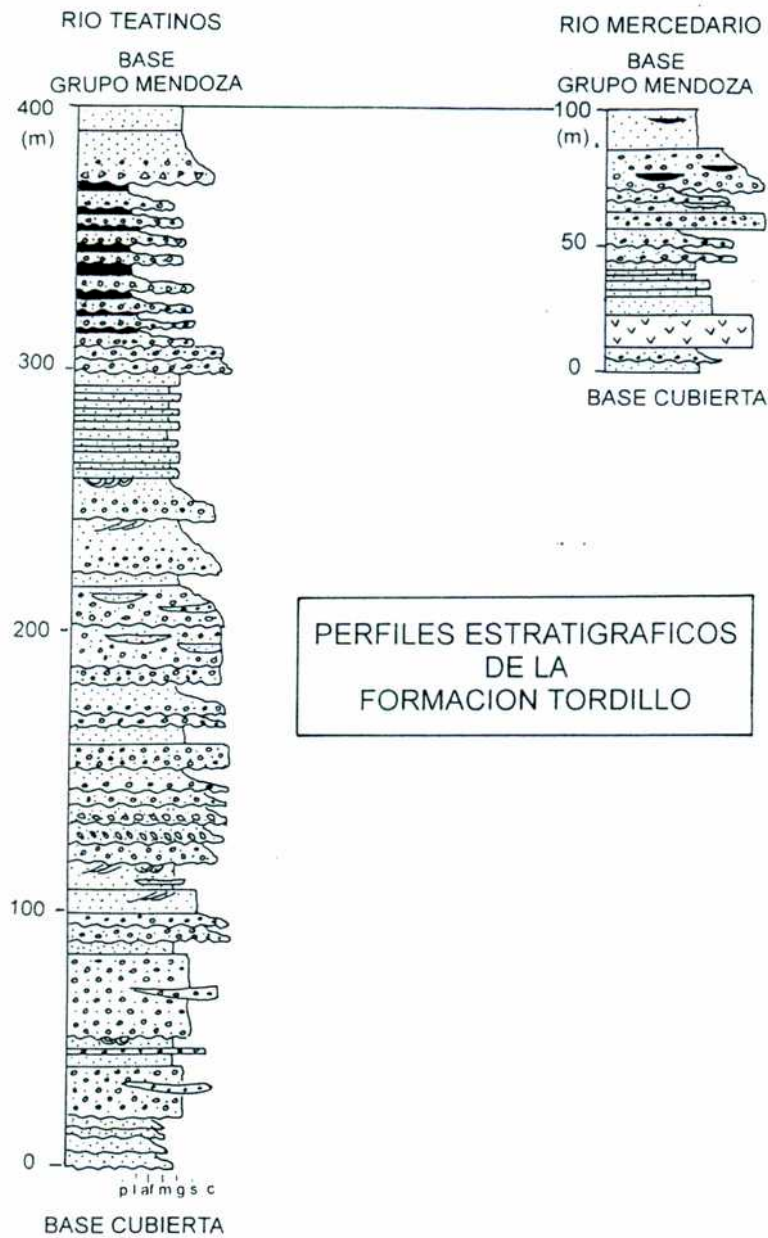 RIO TEATINOS
BASE
GRUPO MENDOZA
400
(m)
300
200
100
0
p l af m g s c
BASE CUBIERTA
RIO MERCEDARIO
BASE
GRUPO MENDOZA
100
(m)
50
0
BASE CUBIERTA
PERFILES ESTRATIGRAFICOS
DE LA
FORMACION TORDILLO